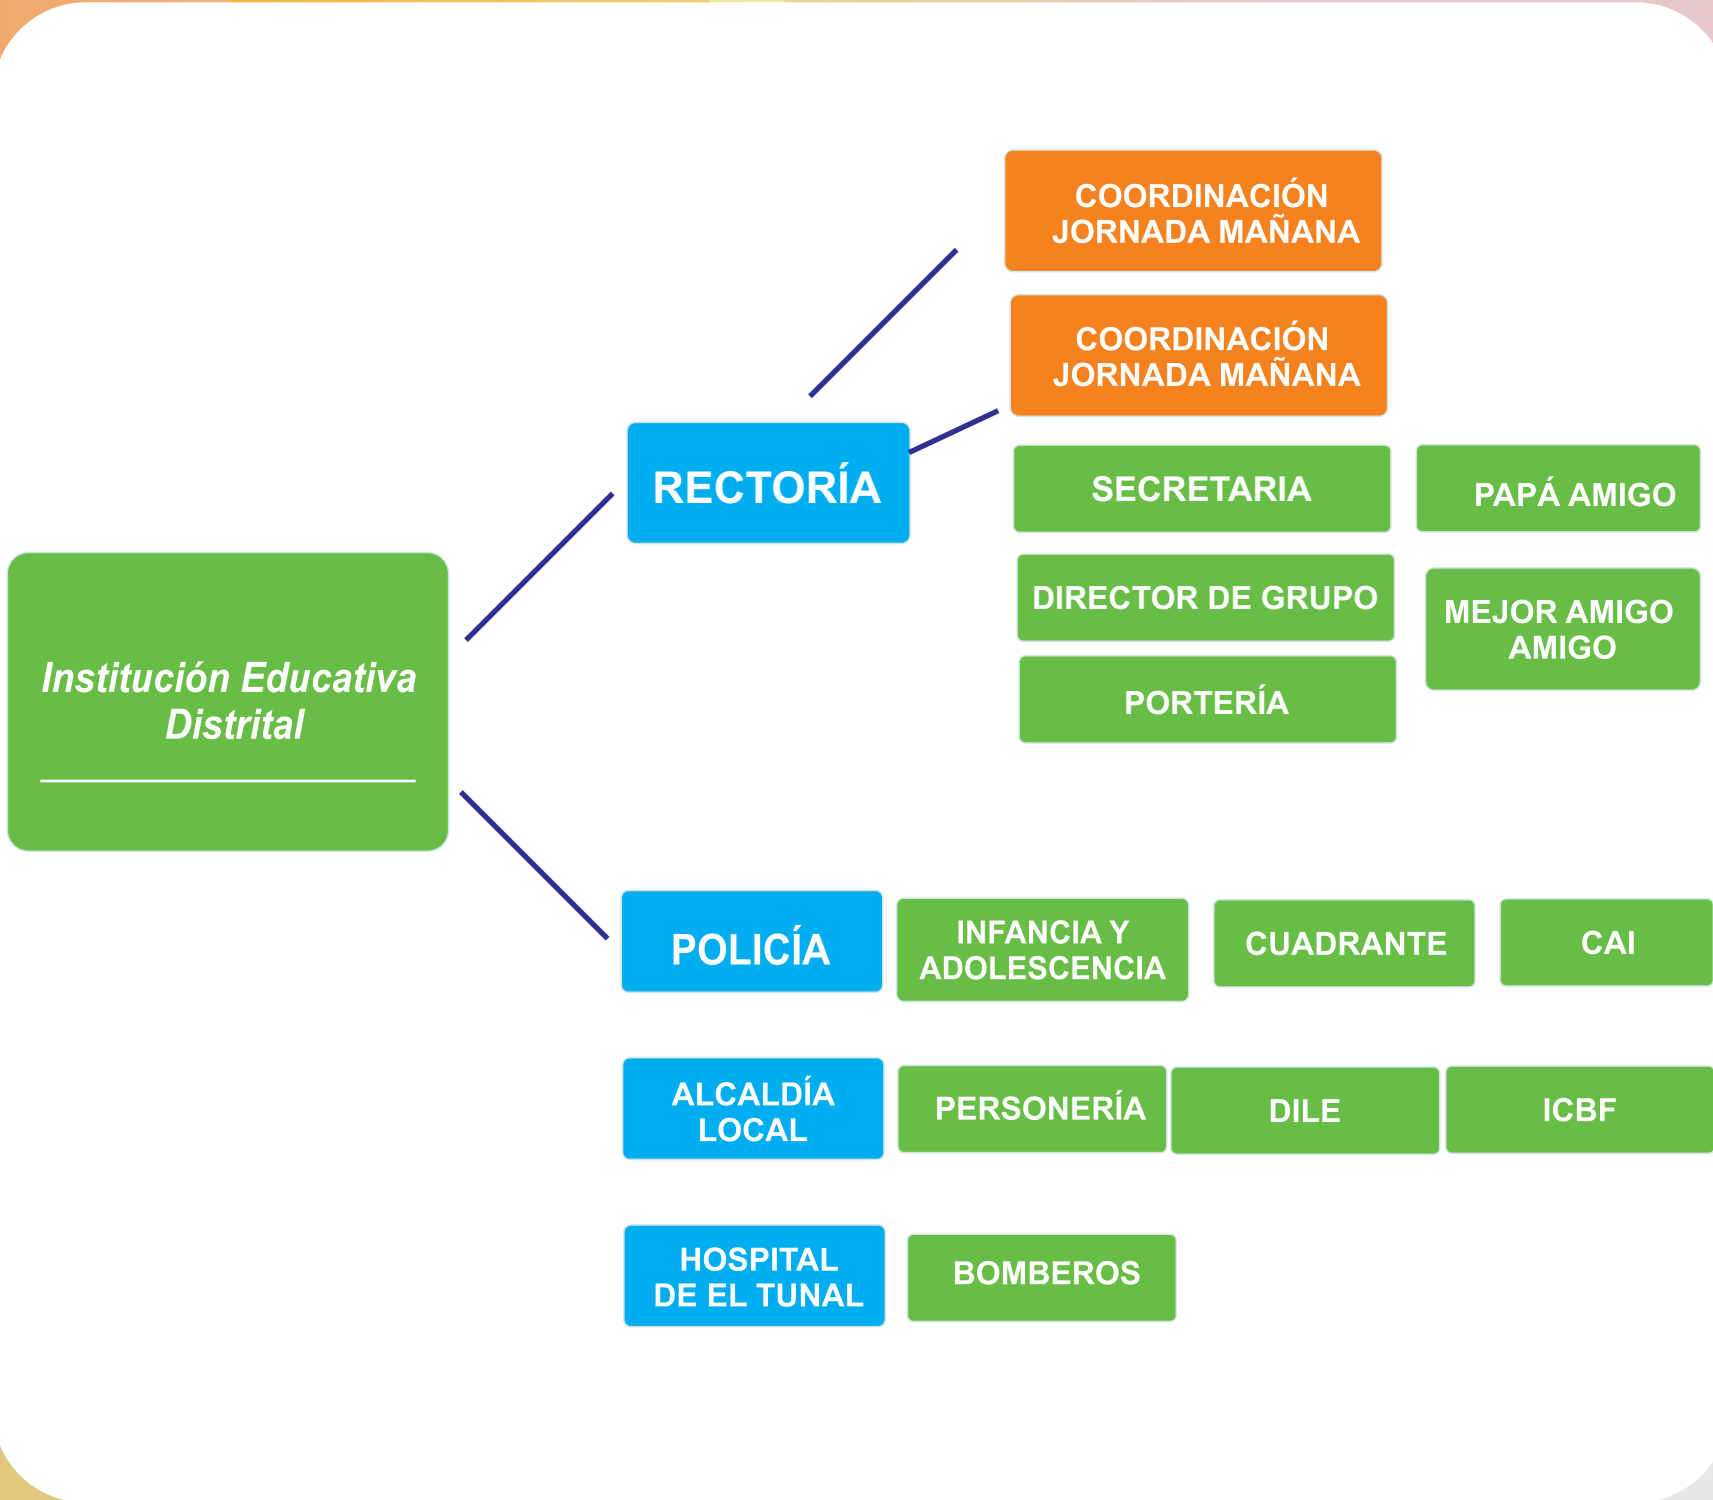 COORDINACIÓN
JORNADA MAÑANA
COORDINACIÓN
JORNADA MAÑANA
RECTORÍA
SECRETARIA
PAPÁ AMIGO
DIRECTOR DE GRUPO
MEJOR AMIGO
AMIGO
PORTERÍA
Institución Educativa
Distrital
POLICÍA
INFANCIA Y
ADOLESCENCIA
CUADRANTE
CAI
ALCALDÍA
LOCAL
PERSONERÍA
DILE
ICBF
HOSPITAL
DE EL TUNAL
BOMBEROS